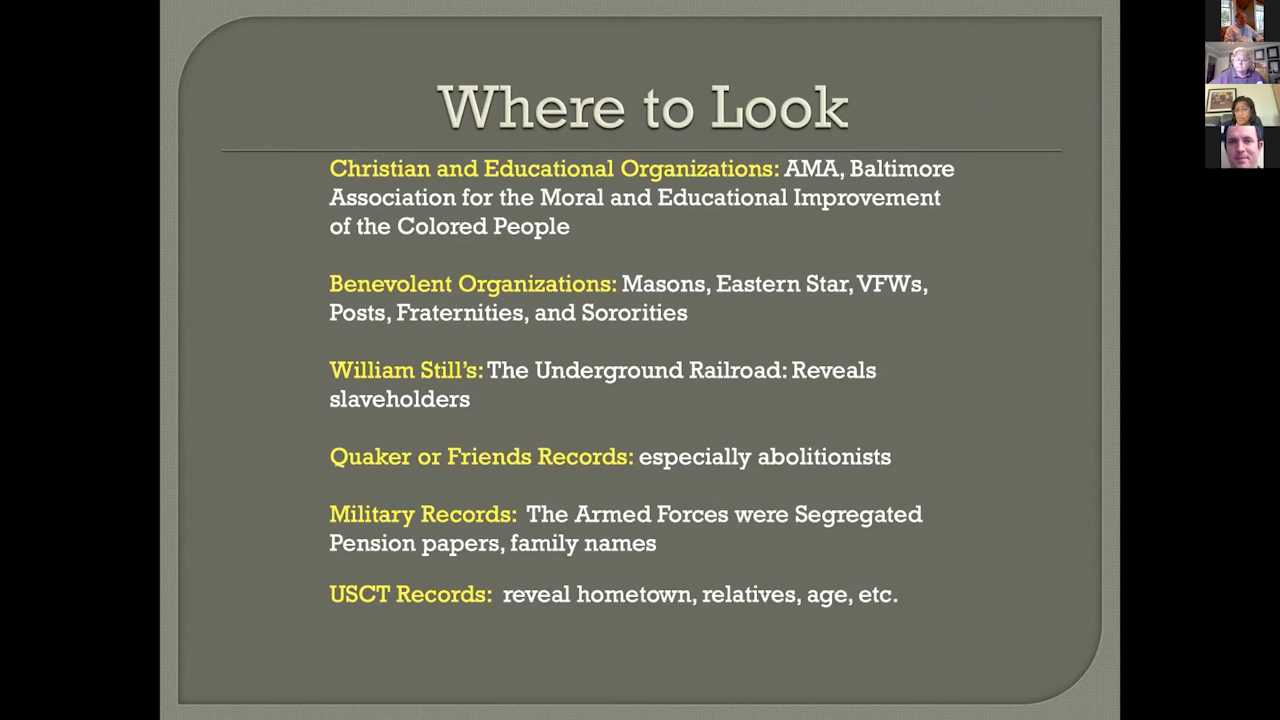 Where to Look
Christian and Educational Organizations: AMA, Baltimore
Association for the Moral and Educational Improvement
of the Colored People
Benevolent Organizations: Masons, Eastern Star, VFWs,
Posts, Fraternities, and Sororities
William Still's: The Underground Railroad: Reveals
slaveholders
Quaker or Friends Records: especially abolitionists
Military Records: The Armed Forces were Segregated
Pension papers, family names
USCT Records: reveal hometown, relatives, age, etc.